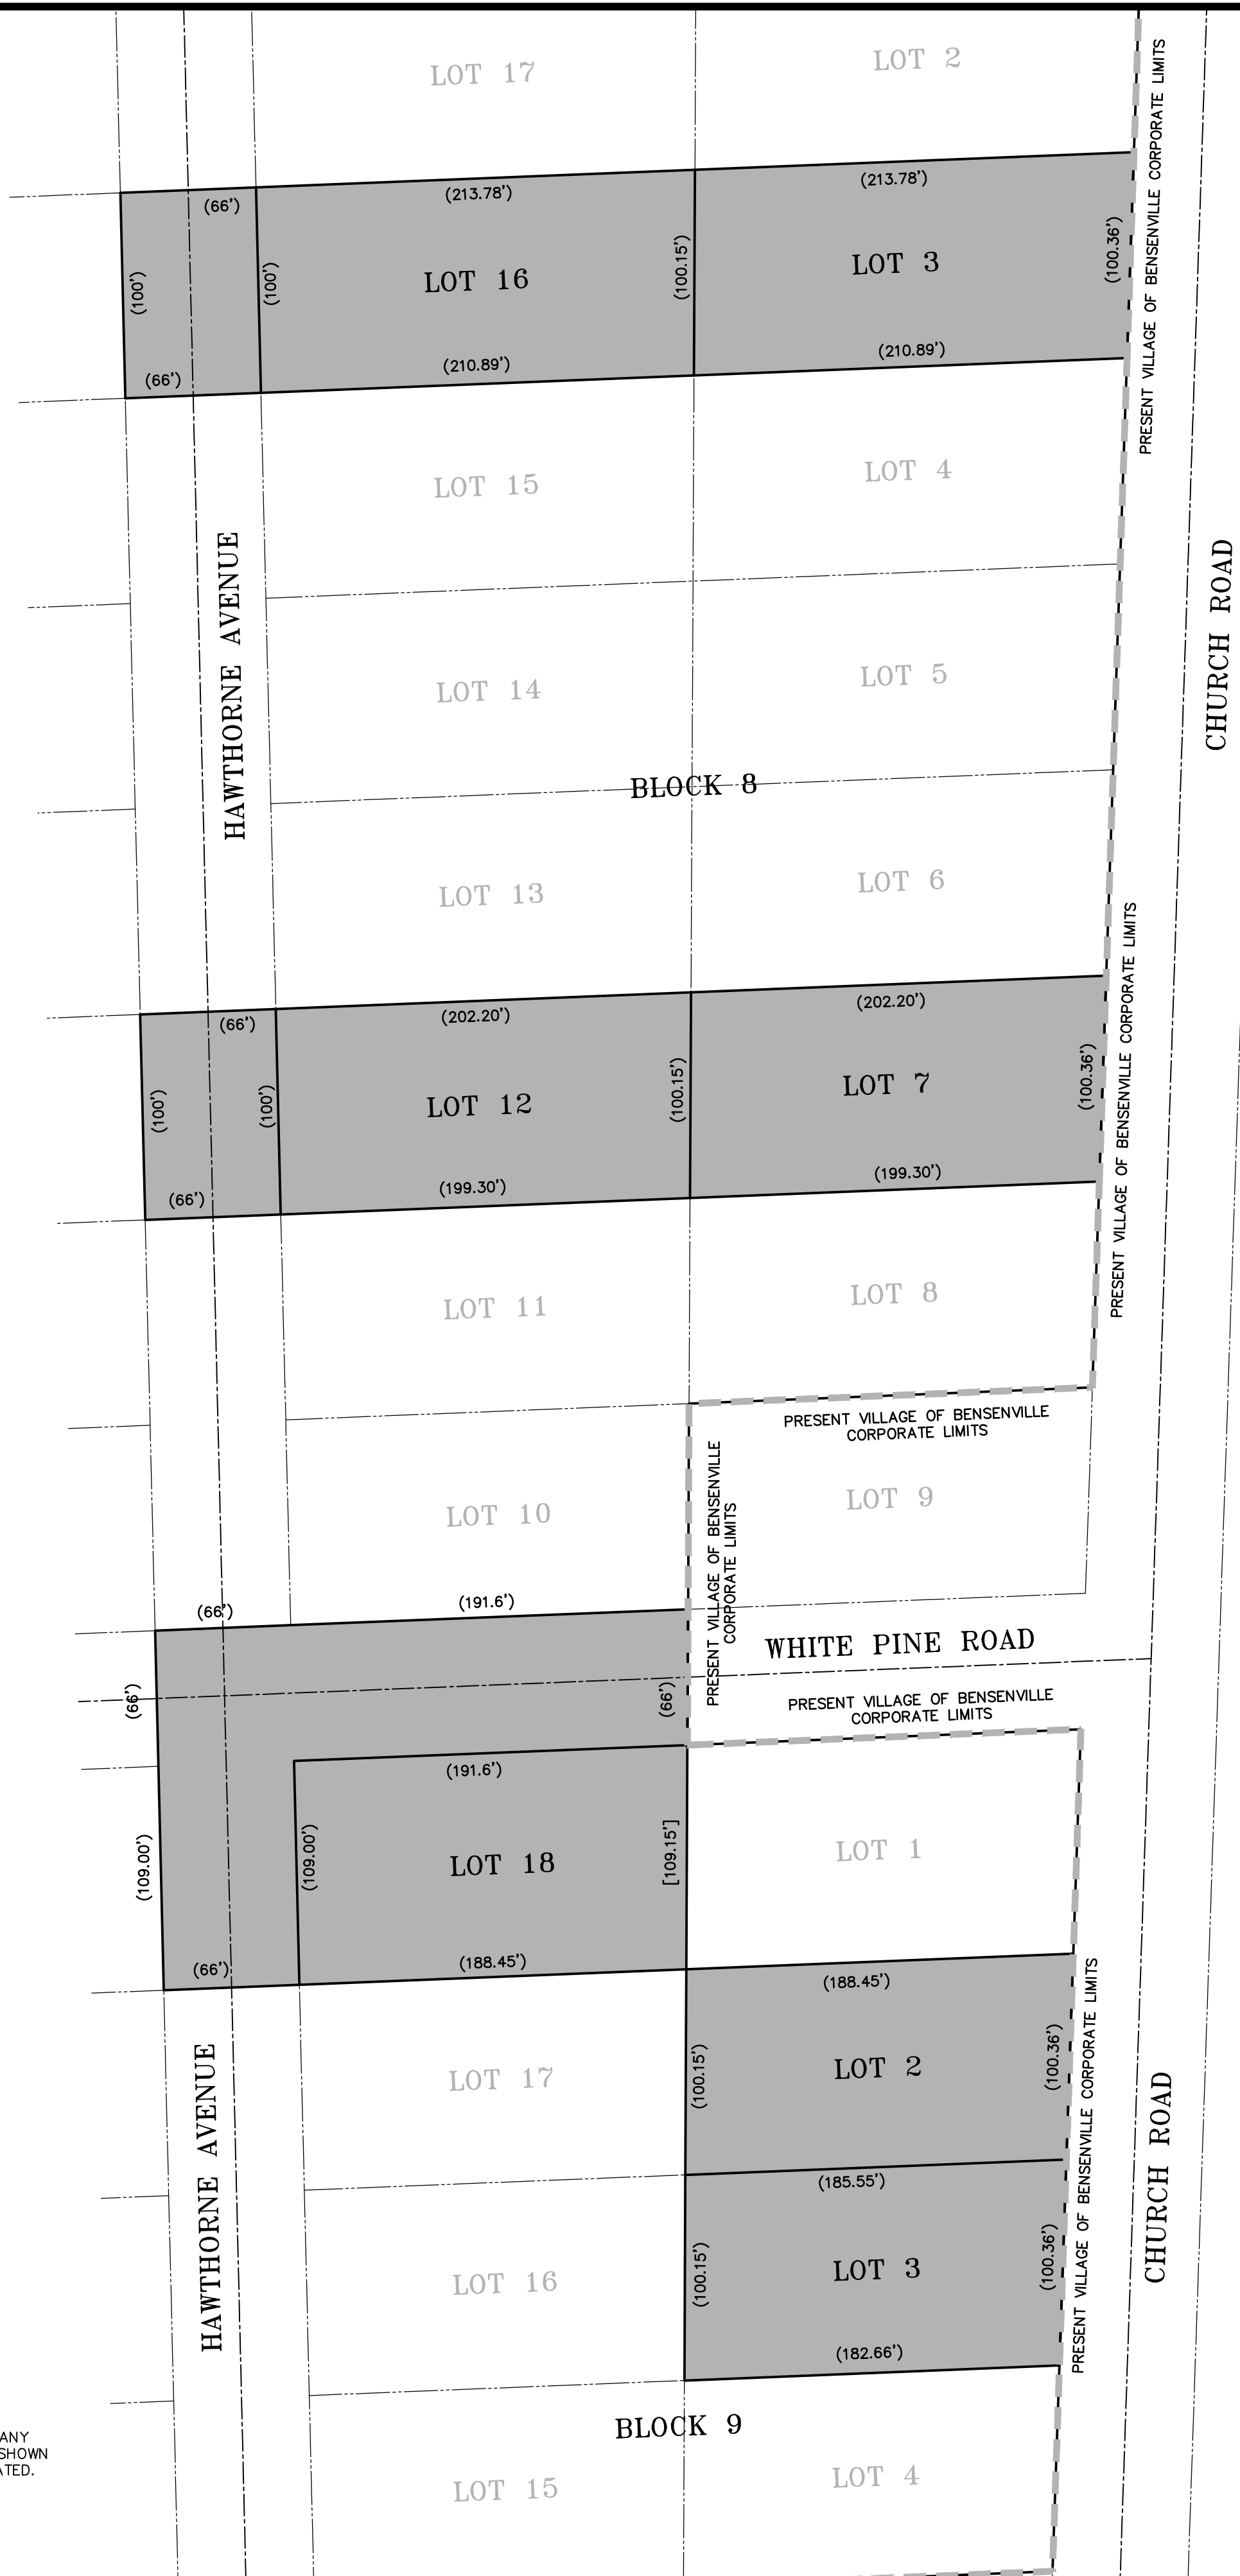 LOT 17
LOT 2
PRESENT VILLAGE OF BENSENVILLE CORPORATE LIMITS
(66')
(213.78')
(213.78')
(100')
(100')
LOT 16
(100.15')
LOT 3
(100.36')
(66')
(210.89')
(210.89')
LOT 15
LOT 4
HAWTHORNE AVENUE
CHURCH ROAD
LOT 14
LOT 5
BLOCK 8
LOT 13
LOT 6
PRESENT VILLAGE OF BENSENVILLE CORPORATE LIMITS
(66')
(202.20')
(202.20')
(100')
(100')
LOT 12
(100.15')
LOT 7
(100.36')
(66')
(199.30')
(199.30')
LOT 11
LOT 8
PRESENT VILLAGE OF BENSENVILLE
CORPORATE LIMITS
PRESENT VILLAGE OF BENSENVILLE
CORPORATE LIMITS
LOT 10
LOT 9
(66')
(191.6')
WHITE PINE ROAD
(66')
(66')
PRESENT VILLAGE OF BENSENVILLE
CORPORATE LIMITS
(191.6')
(109.00')
(109.00')
LOT 18
[109.15']
LOT 1
(66')
(188.45')
(188.45')
PRESENT VILLAGE OF BENSENVILLE CORPORATE LIMITS
HAWTHORNE AVENUE
LOT 17
(100.15')
LOT 2
(100.36')
CHURCH ROAD
(185.55')
LOT 16
(100.15')
LOT 3
(100.36')
(182.66')
BLOCK 9
ANY
SHOWN
ATED.
LOT 15
LOT 4